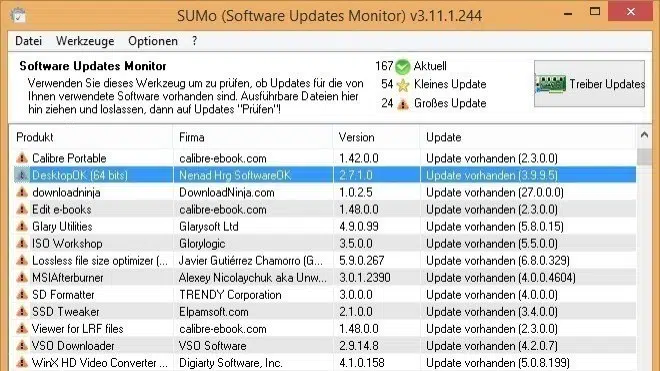 SUMo (Software Updates Monitor) v3.11.1.244
Datei Werkzeuge Optionen ?
Software Updates Monitor
Verwenden Sie dieses Werkzeug um zu prüfen, ob Updates für die von
Ihnen verwendete Software vorhanden sind. Ausführbare Dateien hier
hin ziehen und loslassen, dann auf Updates "Prüfen"!
167 Aktuell
54 Kleines Update
24 Großes Update
Treiber Updates
Produkt Firma Version Update
Calibre Portable calibre-ebook.com 1.42.0.0 Update vorhanden (2.3.0.0)
DesktopOK (64 bits) Nenad Hrg SoftwareOK 2.7.1.0 Update vorhanden (3.9.9.5)
downloadninja DownloadNinja.com 1.0.2.5 Update vorhanden (27.0.0.0)
Edit e-books calibre-ebook.com 1.48.0.0 Update vorhanden (2.3.0.0)
Glary Utilities Glarysoft Ltd 4.9.0.99 Update vorhanden (5.8.0.15)
ISO Workshop Glorylogic 3.5.0.0 Update vorhanden (5.5.0.0)
Lossless file size optimizer (... Javier Gutiérrez Chamorro (G... 5.9.0.267 Update vorhanden (6.8.0.329)
MSIAfterburner Alexey Nicolaychuk aka Unw... 3.0.1.2390 Update vorhanden (4.0.0.4604)
SD Formatter TRENDY Corporation 3.0.0.0 Update vorhanden (4.0.0.0)
SSD Tweaker Elpamsoft.com 2.1.0.0 Update vorhanden (3.4.0.0)
Viewer for LRF files calibre-ebook.com 1.48.0.0 Update vorhanden (2.3.0.0)
VSO Downloader VSO Software 2.9.14.8 Update vorhanden (4.2.0.7)
WinX HD Video Converter ... Digiarty Software, Inc. 4.1.0.158 Update vorhanden (5.0.8.199)